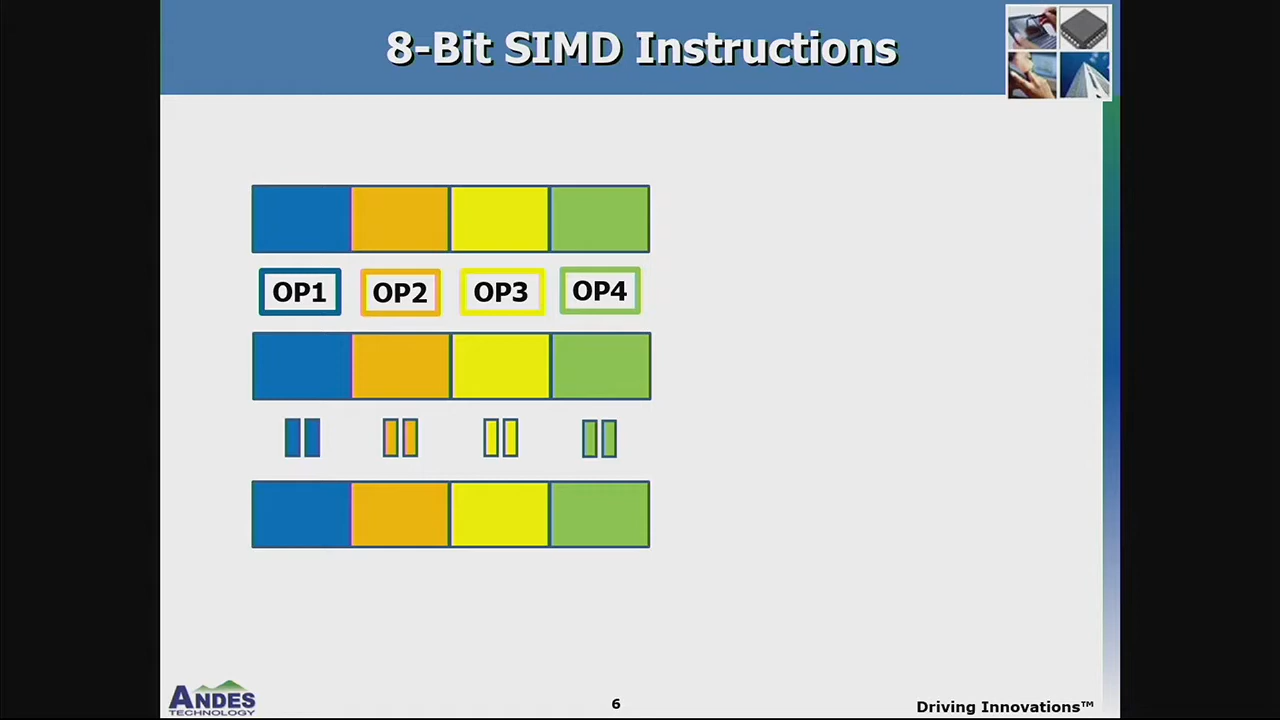 8-Bit SIMD Instructions
OP1 OP2 OP3 OP4
ANDES
TECHNOLOGY
6
Driving Innovations™